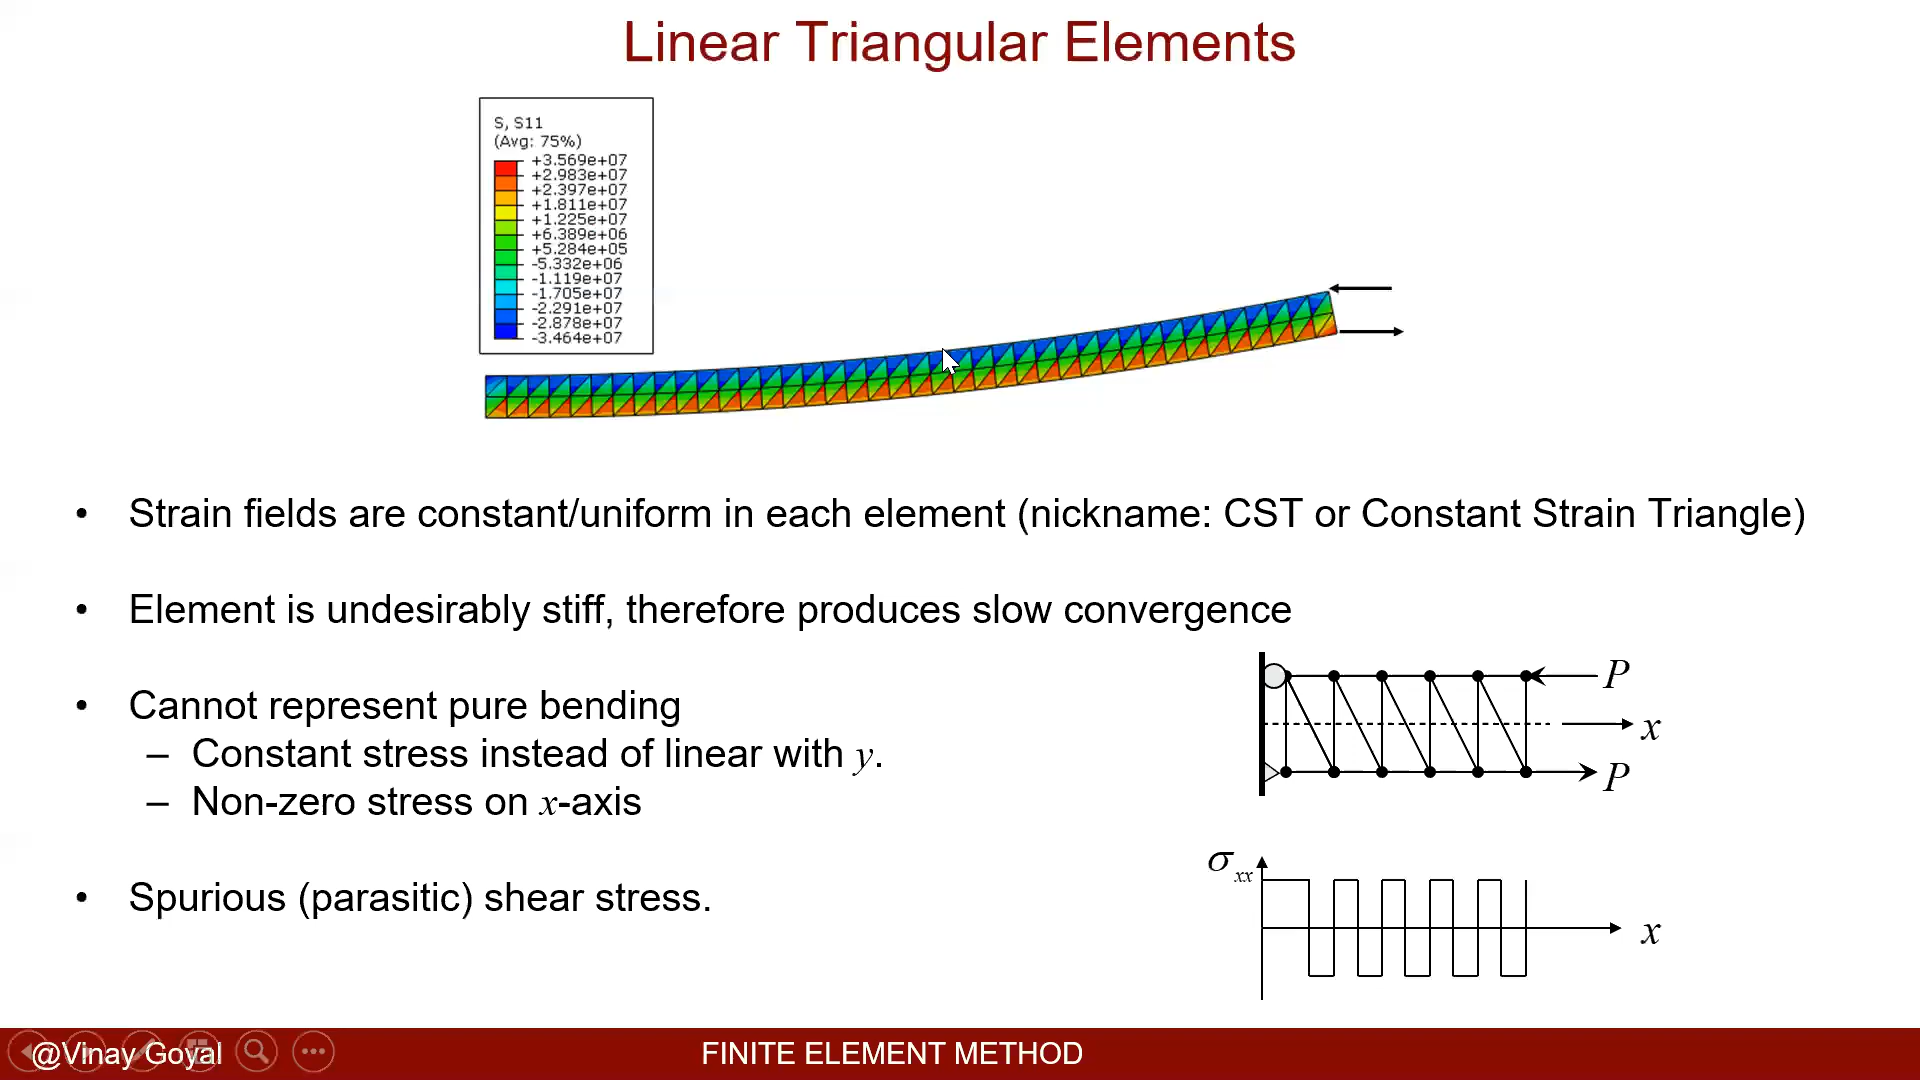 Linear Triangular Elements
S, S11
(Avg: 75%)
+3.569e+07
+2.983e+07
+2.397e+07
+1.811e+07
+1.225e+07
+6.389e+06
+5.284e+05
-5.332e+06
-1.119e+07
-1.705e+07
-2.291e+07
-2.878e+07
-3.464e+07
• Strain fields are constant/uniform in each element (nickname: CST or Constant Strain Triangle)
• Element is undesirably stiff, therefore produces slow convergence
• Cannot represent pure bending
– Constant stress instead of linear with y.
– Non-zero stress on x-axis
• Spurious (parasitic) shear stress.
P
x
P
σxx
x
@Vinay Goyal
FINITE ELEMENT METHOD